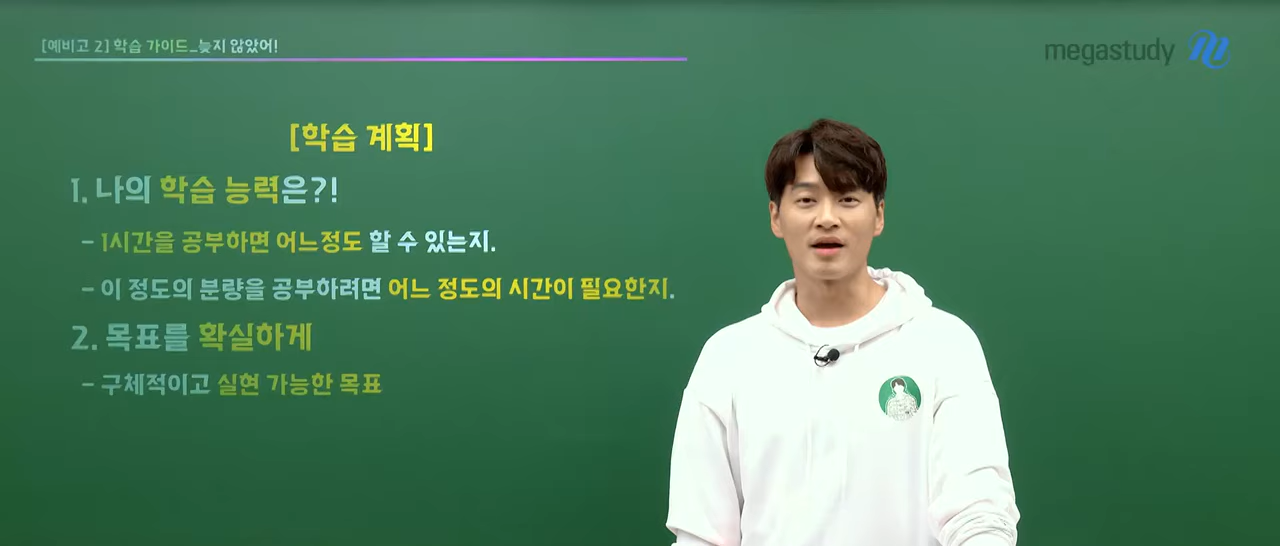 [예비고 2] 학습 가이드_늦지 않았어!
megastudy
[학습 계획]
1. 나의 학습 능력은?!
- 1시간을 공부하면 어느정도 할 수 있는지.
- 이 정도의 분량을 공부하려면 어느 정도의 시간이 필요한지.
2. 목표를 확실하게
- 구체적이고 실현 가능한 목표